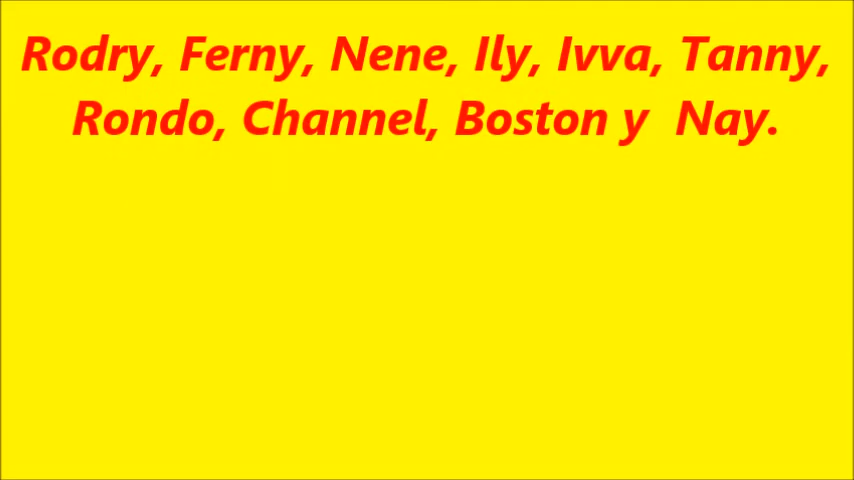 Rodry, Ferny, Nene, Ily, Ivva, Tanny,
Rondo, Channel, Boston y  Nay.